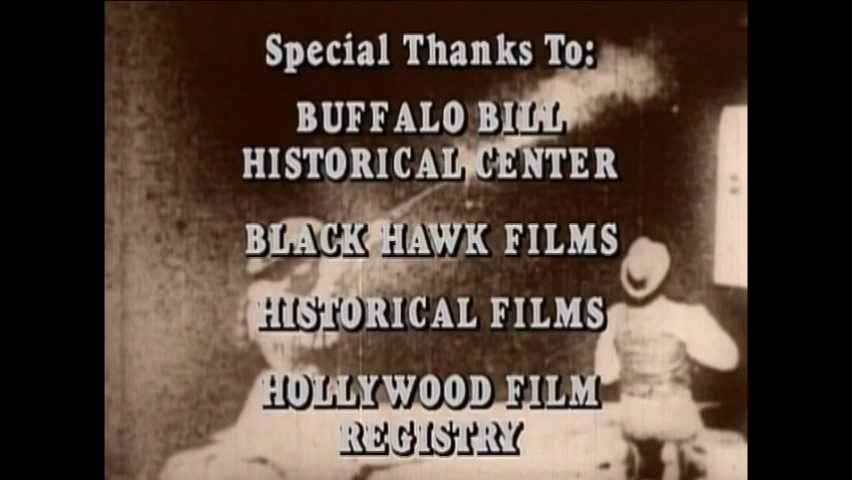 Special Thanks To:
BUFFALO BILL
HISTORICAL CENTER
BLACK HAWK FILMS
HISTORICAL FILMS
HOLLYWOOD FILM
REGISTRY